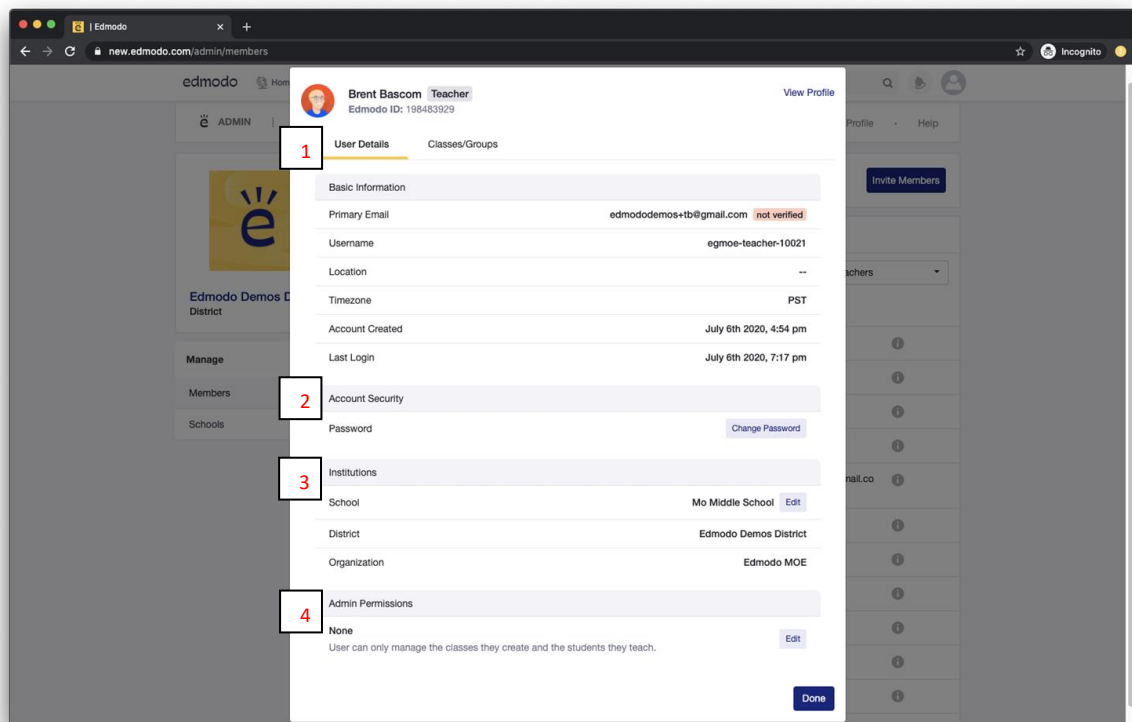 | Edmodo
new.edmodo.com/admin/members
Incognito
edmodo Hom
ADMIN |
Profile - Help
Brent Bascom Teacher
View Profile
Edmodo ID: 198483929
1
User Details Classes/Groups
Invite Members
Basic Information
Primary Email edmododemos+tb@gmail.com not verified
Username egmoe-teacher-10021
Location --
achers
Timezone PST
Edmodo Demos D
District
Account Created July 6th 2020, 4:54 pm
Last Login July 6th 2020, 7:17 pm
Manage
Members
Schools
2
Account Security
Password Change Password
3
Institutions
nail.co
School Mo Middle School Edit
District Edmodo Demos District
Organization Edmodo MOE
4
Admin Permissions
None
User can only manage the classes they create and the students they teach.
Edit
Done